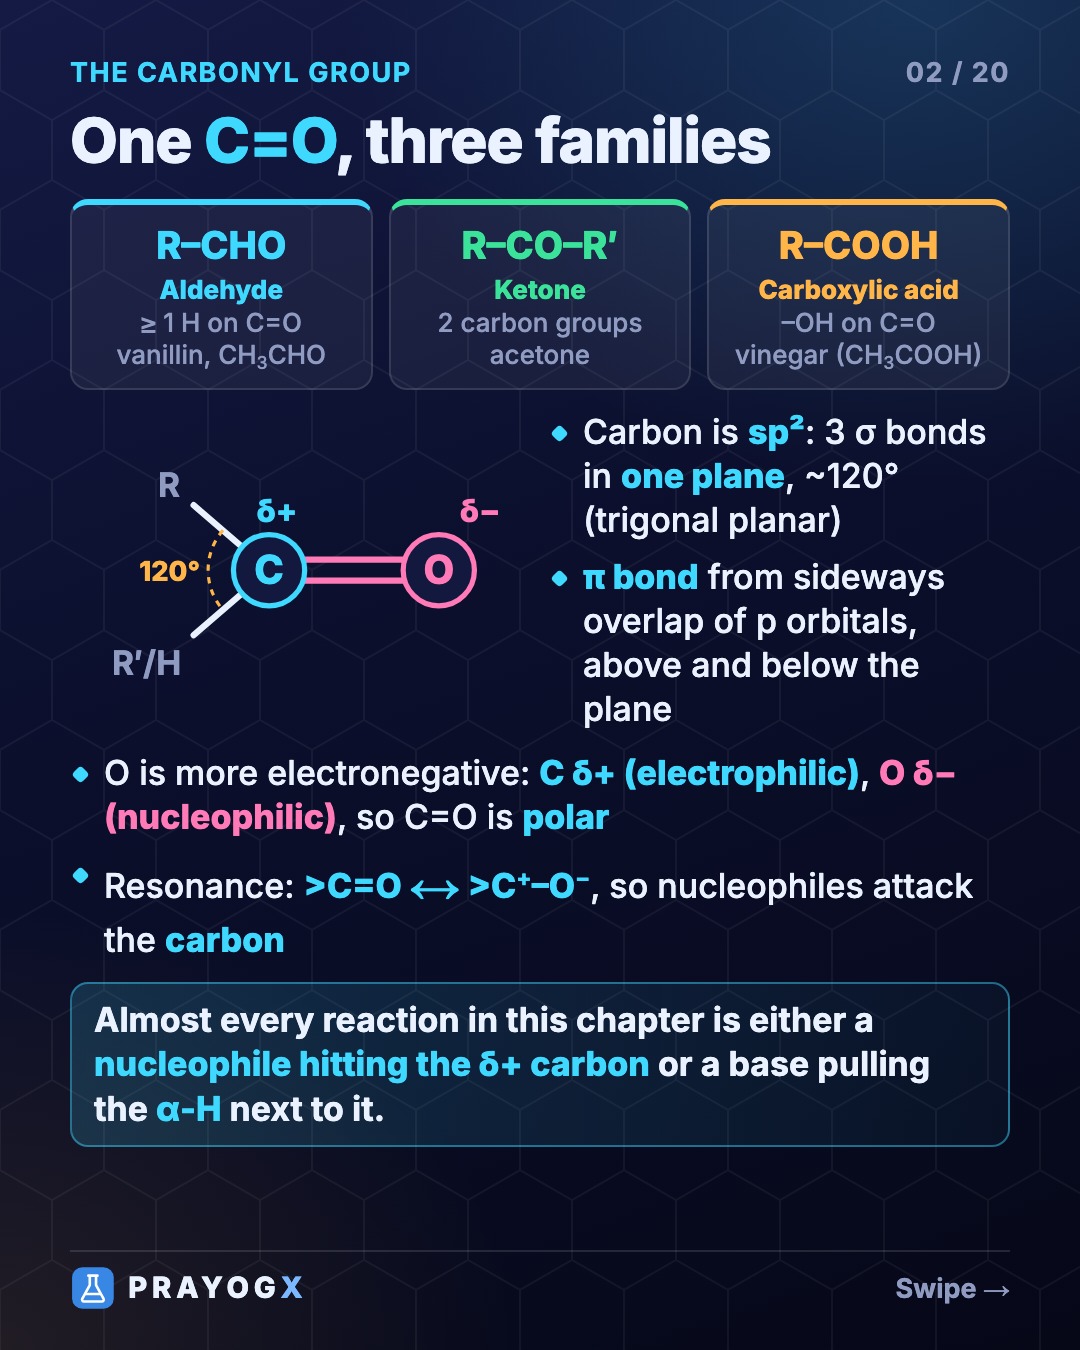 THE CARBONYL GROUP
02 / 20
One C=O, three families
R–CHO
Aldehyde
≥ 1 H on C=O
vanillin, CH₃CHO
R–CO–R′
Ketone
2 carbon groups
acetone
R–COOH
Carboxylic acid
–OH on C=O
vinegar (CH₃COOH)
R
δ+
δ−
120°
C
O
R′/H
Carbon is sp²: 3 σ bonds
in one plane, ~120°
(trigonal planar)
π bond from sideways
overlap of p orbitals,
above and below the
plane
O is more electronegative: C δ+ (electrophilic), O δ−
(nucleophilic), so C=O is polar
Resonance: >C=O ⟷ >C⁺–O⁻, so nucleophiles attack
the carbon
Almost every reaction in this chapter is either a
nucleophile hitting the δ+ carbon or a base pulling
the α-H next to it.
PRAYOGX
Swipe →